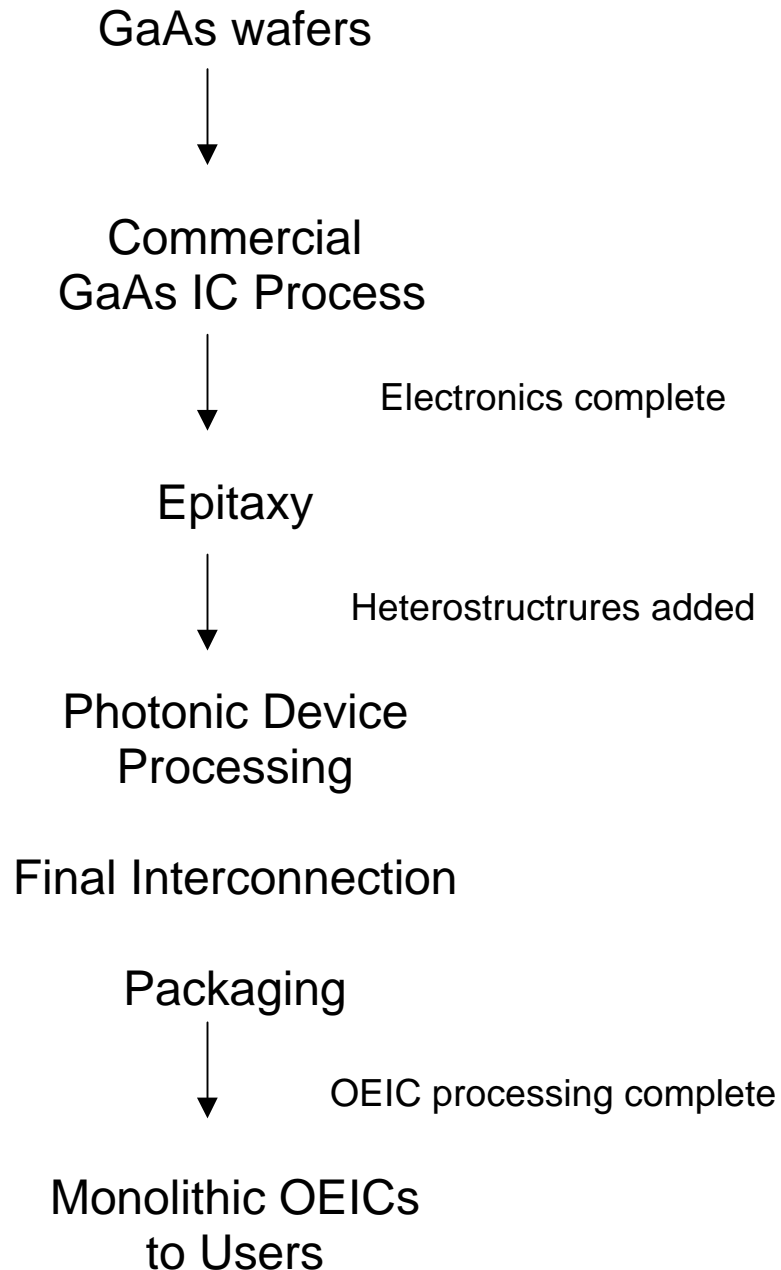 GaAs wafers
Commercial
GaAs IC Process
Electronics complete
Epitaxy
Heterostructrures added
Photonic Device
Processing
Final Interconnection
Packaging
OEIC processing complete
Monolithic OEICs
to Users